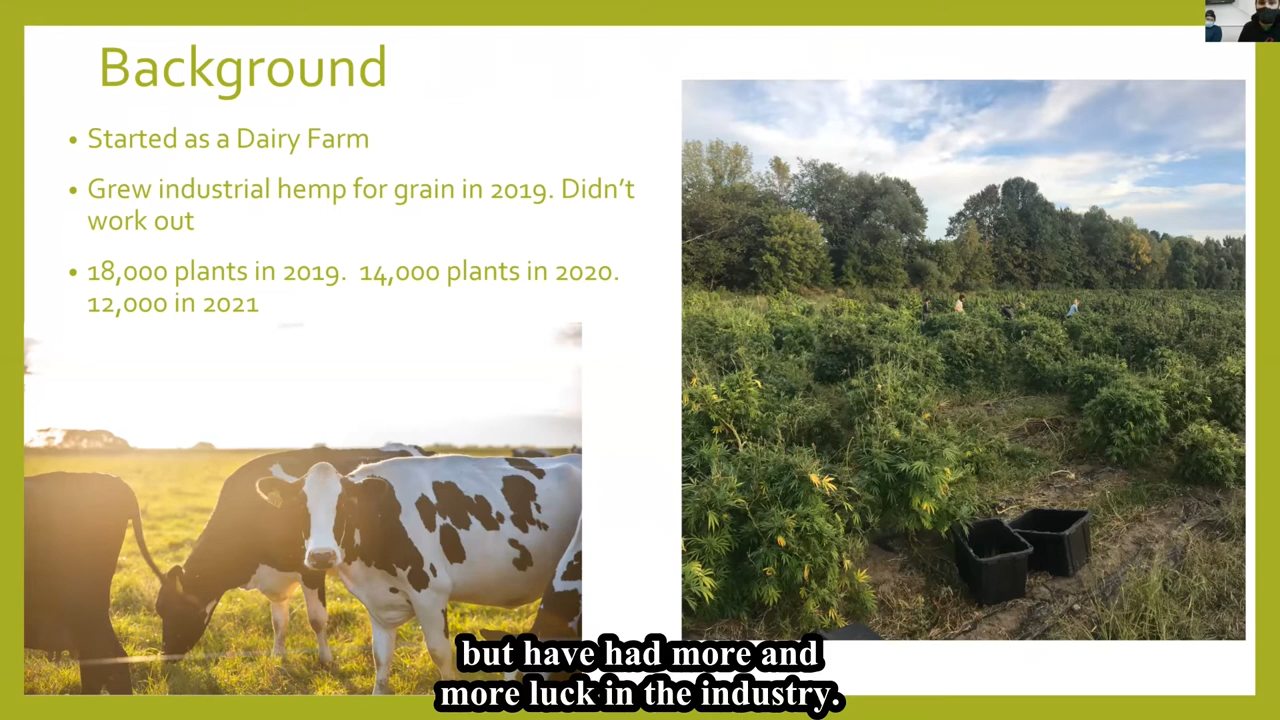 Background
• Started as a Dairy Farm
• Grew industrial hemp for grain in 2019. Didn’t
work out
• 18,000 plants in 2019.  14,000 plants in 2020.
12,000 in 2021
but have had more and
more luck in the industry.